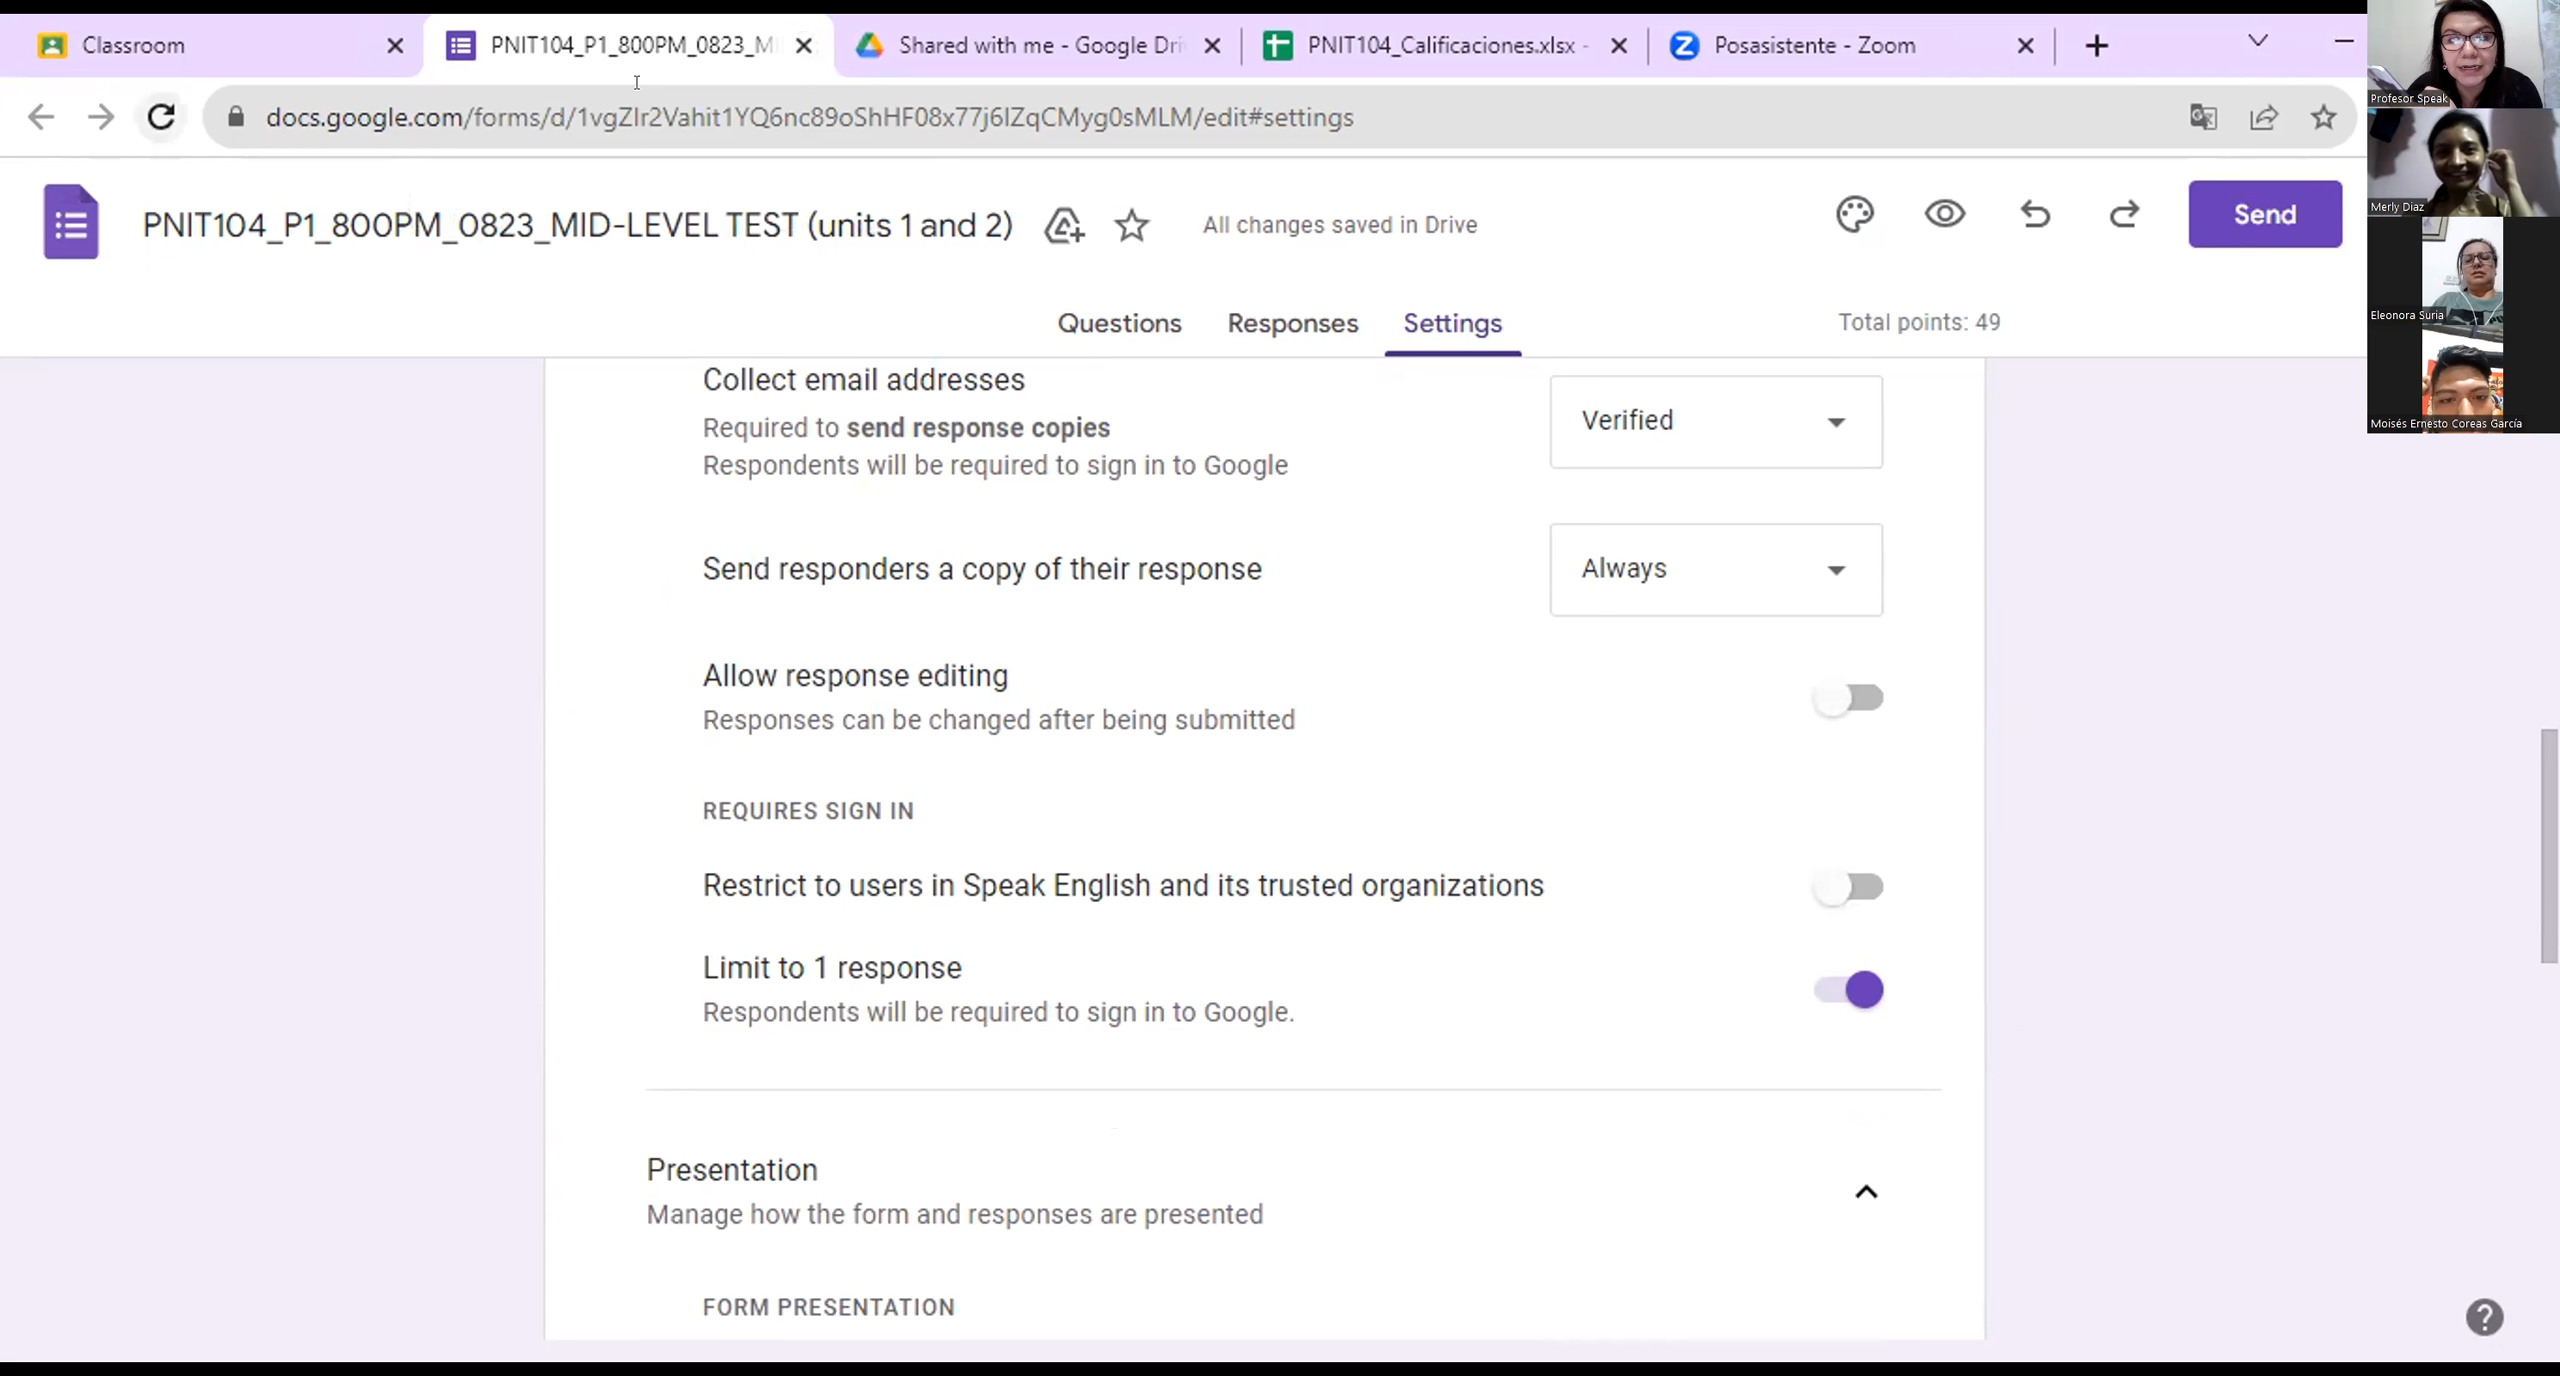 Classroom
PNIT104_P1_800PM_0823_M
Shared with me - Google Dri
PNIT104_Calificaciones.xlsx -
Posasistente - Zoom
docs.google.com/forms/d/1vgZIr2Vahit1YQ6nc89oShHF08x77j6IZqCMyg0sMLM/edit#settings
PNIT104_P1_800PM_0823_MID-LEVEL TEST (units 1 and 2)
All changes saved in Drive
Send
Questions
Responses
Settings
Total points: 49
Collect email addresses
Required to send response copies
Respondents will be required to sign in to Google
Verified
Send responders a copy of their response
Always
Allow response editing
Responses can be changed after being submitted
REQUIRES SIGN IN
Restrict to users in Speak English and its trusted organizations
Limit to 1 response
Respondents will be required to sign in to Google.
Presentation
Manage how the form and responses are presented
FORM PRESENTATION
Profesor Speak
Merly Diaz
Eleonora Suria
Moisés Ernesto Coreas García